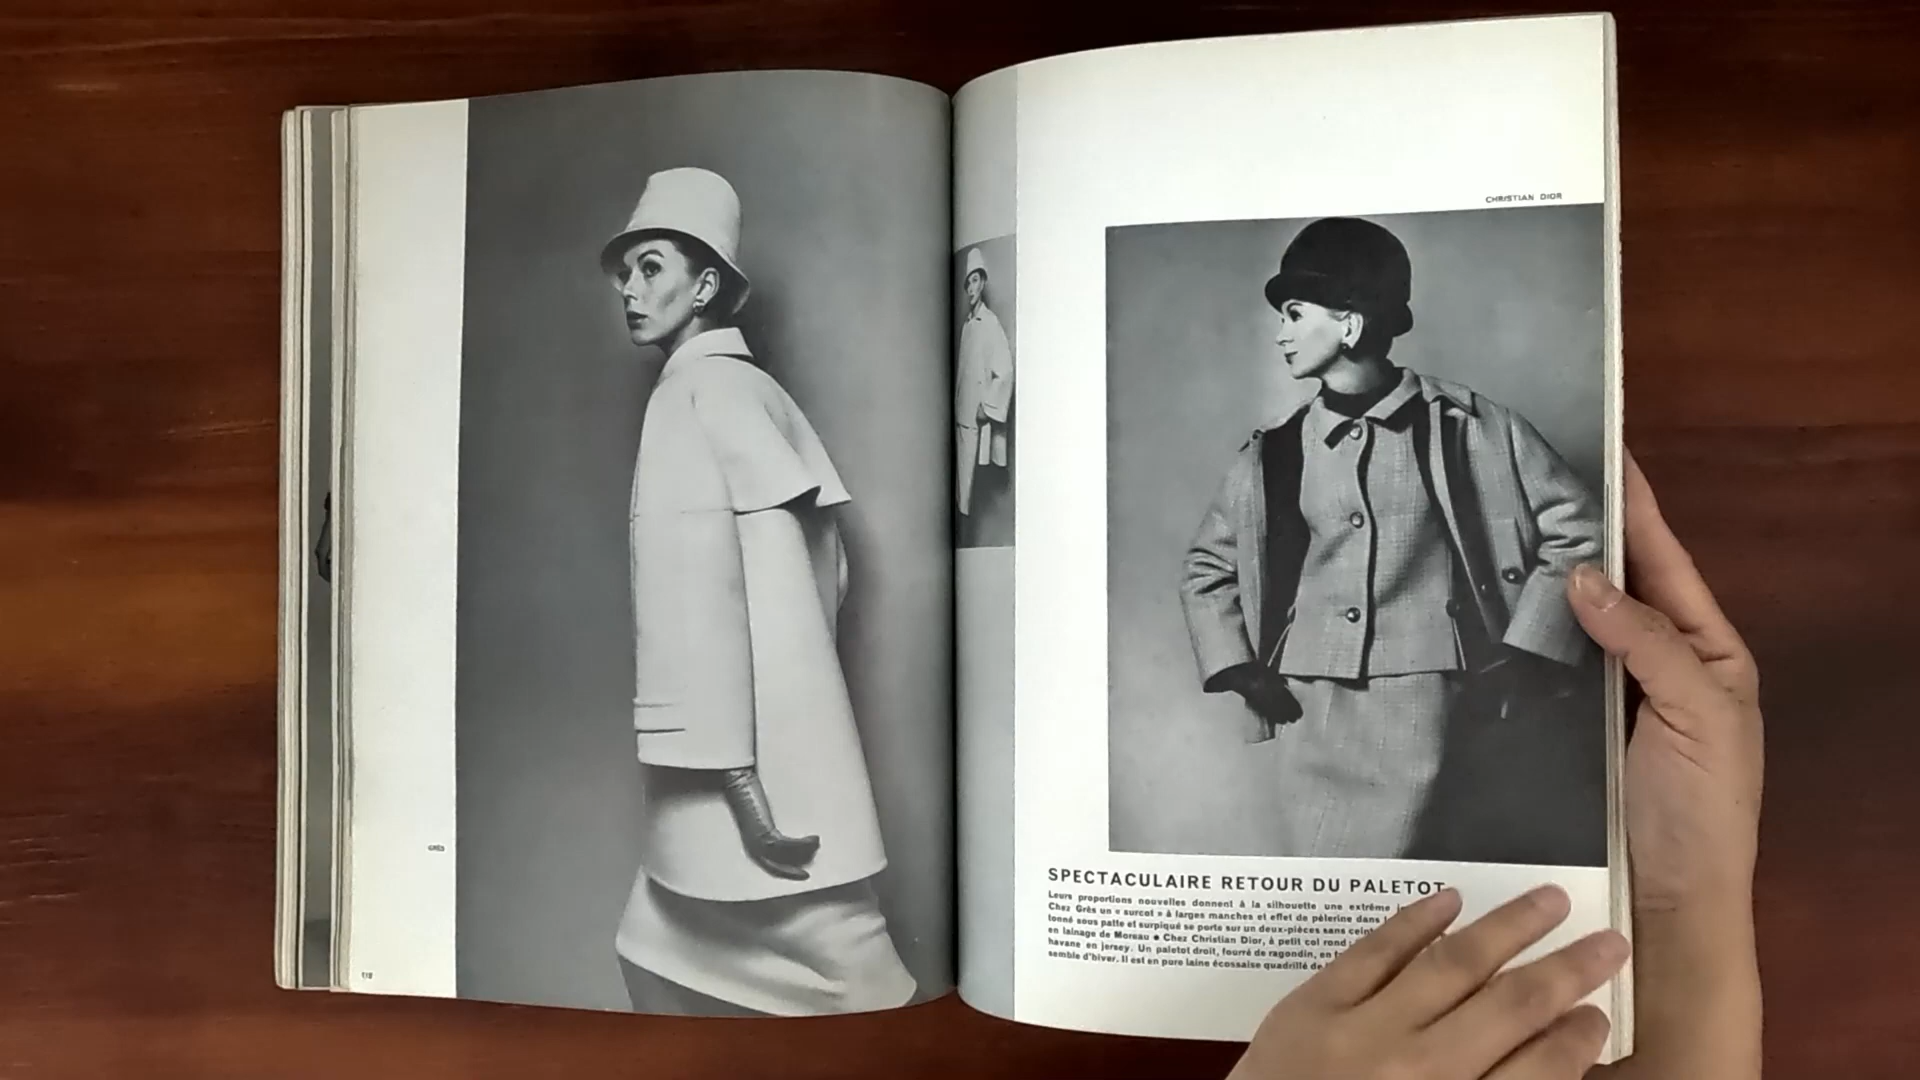 GRÈS
CHRISTIAN DIOR
SPECTACULAIRE RETOUR DU PALETOT
Leurs proportions nouvelles donnent à la silhouette une extrême
Chez Grès un « surcot » à larges manches et effet de pèlerine dans
tonné sous patte et surpiqué se porte sur un deux-pièces sans
en lainage de Moreau • Chez Christian Dior, à petit col rond
havane en jersey. Un paletot droit, fourré de ragondin, en
semble d'hiver. Il est en pure laine écossaise quadrillé de